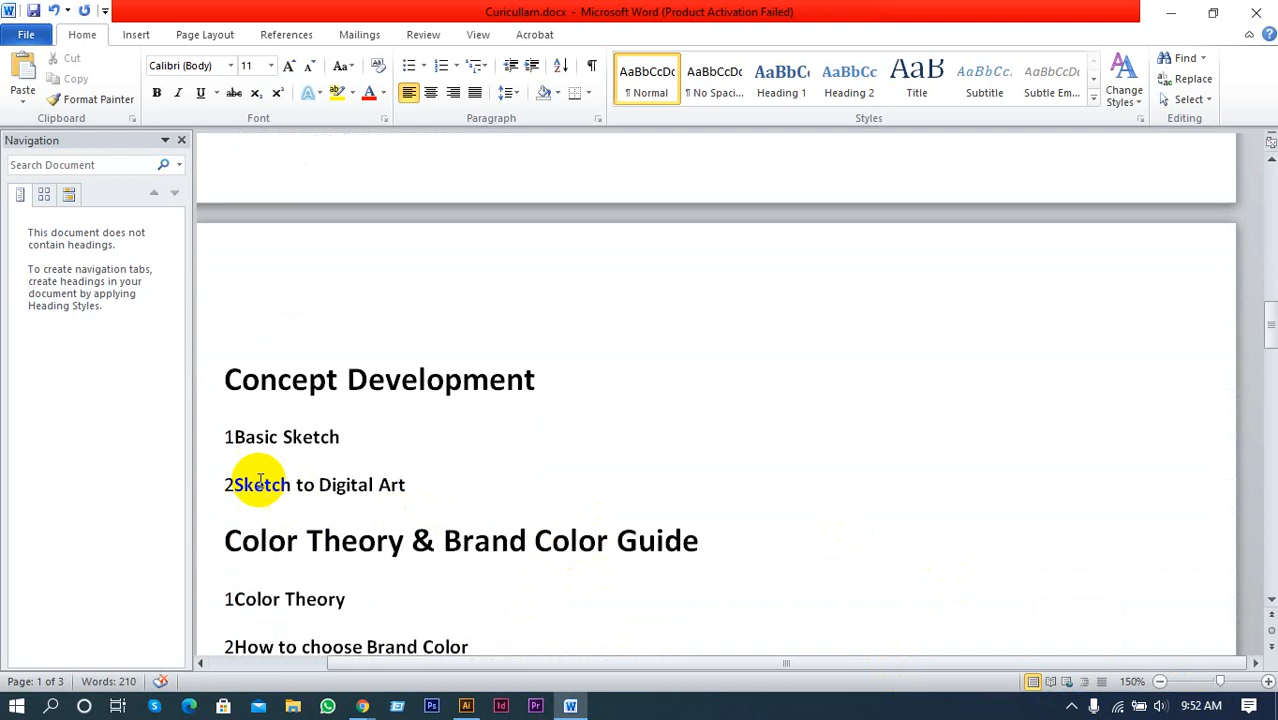 Curicullam.docx - Microsoft Word (Product Activation Failed)
File Home Insert Page Layout References Mailings Review View Acrobat
Paste Cut Copy Format Painter
Calibri (Body) 11
AaBbCcDc AaBbCcDc AaBbCc AaBbCc AaB AaBbCc. AaBbCcDc
¶ Normal ¶ No Spaci... Heading 1 Heading 2 Title Subtitle Subtle Em...
Change Styles
Find Replace Select
Clipboard Font Paragraph Styles Editing
Navigation
Search Document
This document does not
contain headings.
To create navigation tabs,
create headings in your
document by applying
Heading Styles.
Concept Development
1Basic Sketch
2Sketch to Digital Art
Color Theory & Brand Color Guide
1Color Theory
2How to choose Brand Color
Page: 1 of 3 Words: 210 150%
9:52 AM